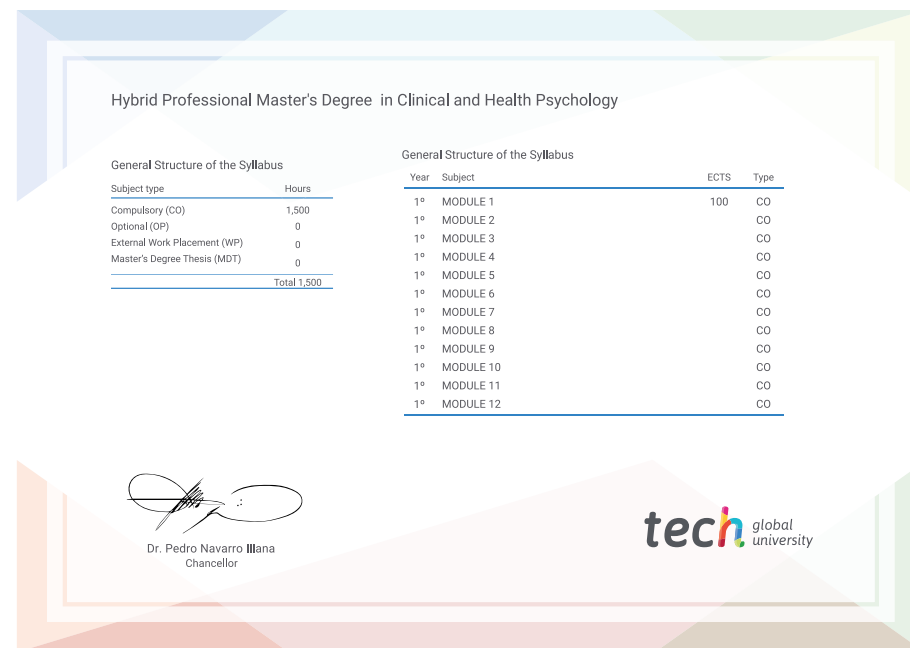 Hybrid Professional Master's Degree in Clinical and Health Psychology
General Structure of the Syllabus
Subject type Hours
Compulsory (CO) 1,500
Optional (OP) 0
External Work Placement (WP) 0
Master's Degree Thesis (MDT) 0
Total 1,500
General Structure of the Syllabus
Year Subject ECTS Type
1º MODULE 1 100 CO
1º MODULE 2 CO
1º MODULE 3 CO
1º MODULE 4 CO
1º MODULE 5 CO
1º MODULE 6 CO
1º MODULE 7 CO
1º MODULE 8 CO
1º MODULE 9 CO
1º MODULE 10 CO
1º MODULE 11 CO
1º MODULE 12 CO
Dr. Pedro Navarro Illana
Chancellor
tech global
university